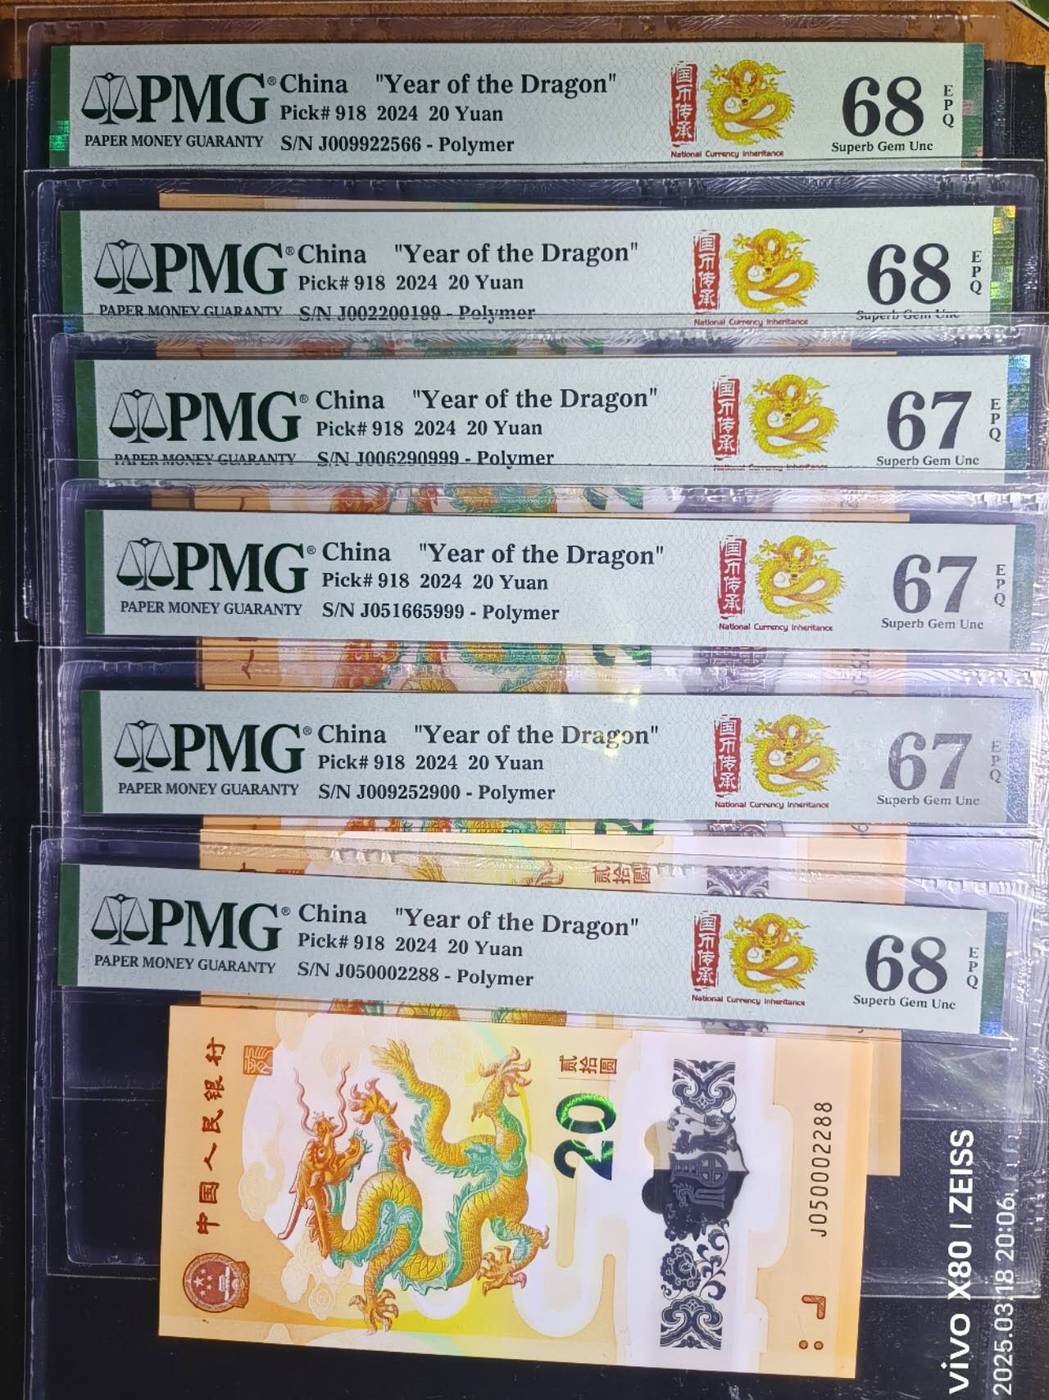 PMG® China "Year of the Dragon"
Pick# 918 2024 20 Yuan
PAPER MONEY GUARANTY S/N J009922566 - Polymer
国币传承
National Currency Inheritance
68 EPQ
Superb Gem Unc
PMG® China "Year of the Dragon"
Pick# 918 2024 20 Yuan
PAPER MONEY GUARANTY S/N J002200199 - Polymer
国币传承
National Currency Inheritance
68 EPQ
Superb Gem Unc
PMG® China "Year of the Dragon"
Pick# 918 2024 20 Yuan
PAPER MONEY GUARANTY S/N J006290999 - Polymer
国币传承
National Currency Inheritance
67 EPQ
Superb Gem Unc
PMG® China "Year of the Dragon"
Pick# 918 2024 20 Yuan
PAPER MONEY GUARANTY S/N J051665999 - Polymer
国币传承
National Currency Inheritance
67 EPQ
Superb Gem Unc
PMG® China "Year of the Dragon"
Pick# 918 2024 20 Yuan
PAPER MONEY GUARANTY S/N J009252900 - Polymer
国币传承
National Currency Inheritance
67 EPQ
Superb Gem Unc
贰拾圆
PMG® China "Year of the Dragon"
Pick# 918 2024 20 Yuan
PAPER MONEY GUARANTY S/N J050002288 - Polymer
国币传承
National Currency Inheritance
68 EPQ
Superb Gem Unc
中国人民银行
贰拾圆
20
J050002288
vivo X80 | ZEISS
2025.03.18 20:06